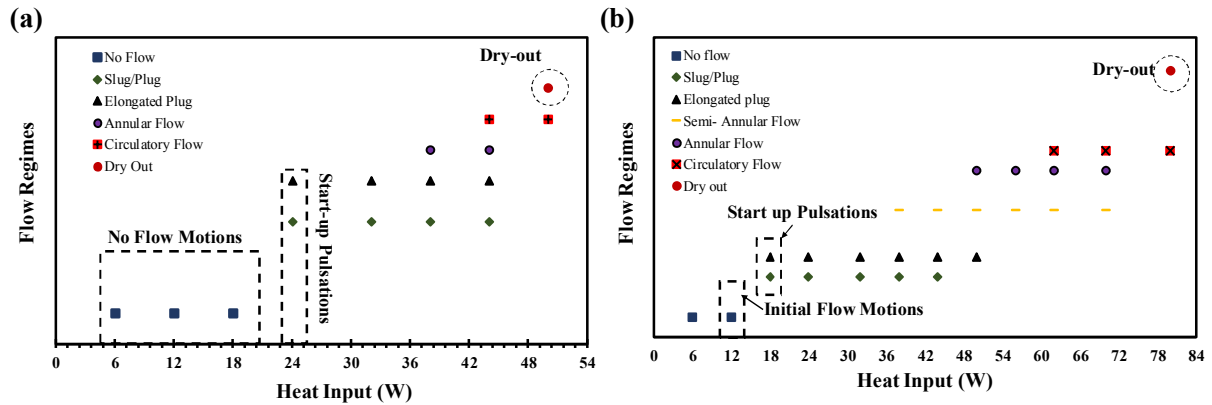 (a)
No Flow
Slug/Plug
Elongated Plug
Annular Flow
Circulatory Flow
Dry Out
Dry-out
Start-up Pulsations
No Flow Motions
Flow Regimes
0 6 12 18 24 30 36 42 48 54
Heat Input (W)
(b)
No flow
Slug/Plug
Elongated plug
Semi- Annular Flow
Annular Flow
Circulatory Flow
Dry out
Dry-out
Start up Pulsations
Initial Flow Motions
Flow Regimes
0 6 12 18 24 30 36 42 48 54 60 66 72 78 84
Heat Input (W)